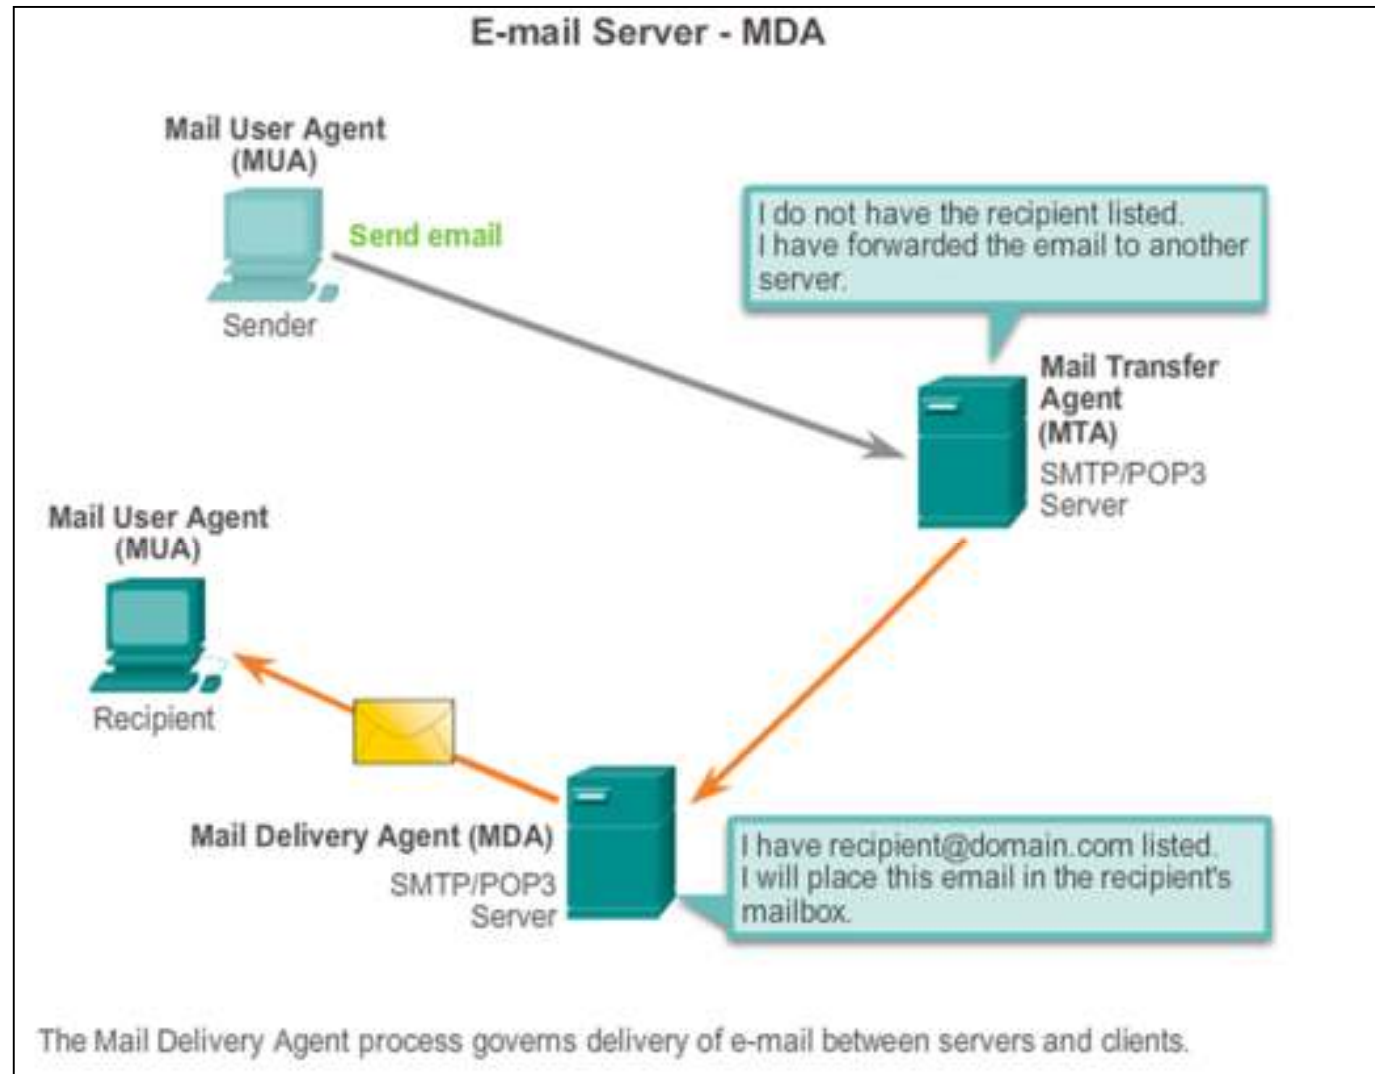 E-mail Server - MDA
Mail User Agent
(MUA)
Send email
Sender
I do not have the recipient listed.
I have forwarded the email to another
server.
Mail Transfer
Agent
(MTA)
SMTP/POP3
Server
Mail User Agent
(MUA)
Recipient
Mail Delivery Agent (MDA)
SMTP/POP3
Server
I have recipient@domain.com listed.
I will place this email in the recipient's
mailbox.
The Mail Delivery Agent process governs delivery of e-mail between servers and clients.